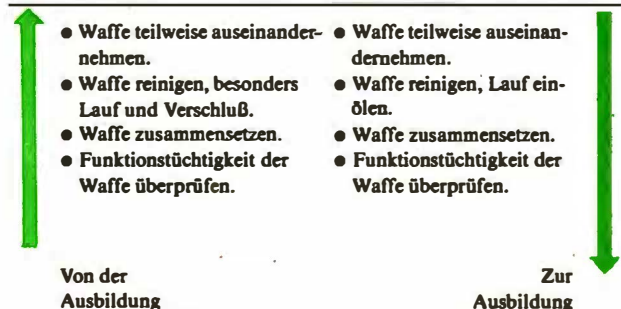 ● Waffe teilweise auseinander-
nehmen.
● Waffe reinigen, besonders
Lauf und Verschluß.
● Waffe zusammensetzen.
● Funktionstüchtigkeit der
Waffe überprüfen.
Von der
Ausbildung
● Waffe teilweise auseinan-
dernehmen.
● Waffe reinigen, Lauf ein-
ölen.
● Waffe zusammensetzen.
● Funktionstüchtigkeit der
Waffe überprüfen.
Zur
Ausbildung